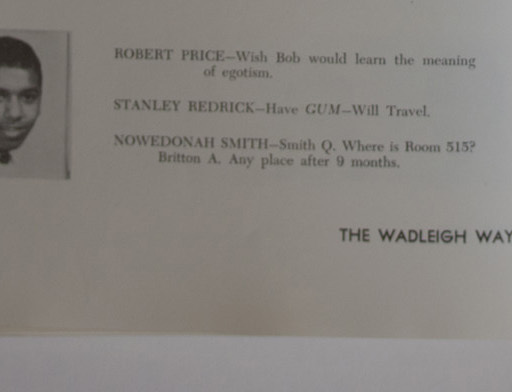 ROBERT PRICE—Wish Bob would learn the meaning
of egotism.
STANLEY REDRICK—Have GUM—Will Travel.
NOWEDONAH SMITH—Smith Q. Where is Room 515?
Britton A. Any place after 9 months.
THE WADLEIGH WAY